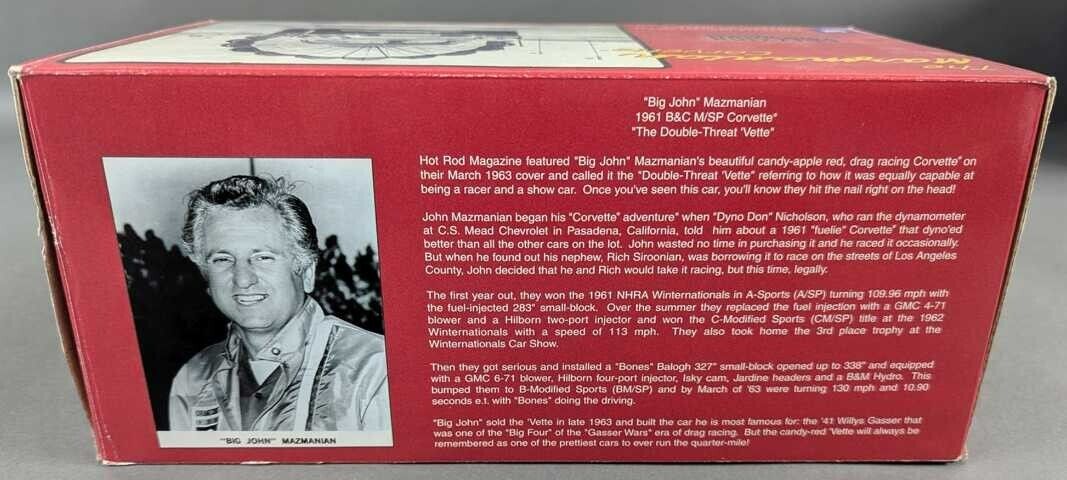 The
Mazmanian
Corvette
"Big John" Mazmanian
1961 B&C M/SP Corvette"
"The Double-Threat 'Vette"
Hot Rod Magazine featured "Big John" Mazmanian's beautiful candy-apple red, drag racing Corvette" on
their March 1963 cover and called it the "Double-Threat 'Vette" referring to how it was equally capable at
being a racer and a show car. Once you've seen this car, you'll know they hit the nail right on the head!
John Mazmanian began his "Corvette" adventure" when "Dyno Don" Nicholson, who ran the dynamometer
at C.S. Mead Chevrolet in Pasadena, California, told him about a 1961 "fuelie" Corvette" that dyno'ed
better than all the other cars on the lot. John wasted no time in purchasing it and he raced it occasionally.
But when he found out his nephew, Rich Siroonian, was borrowing it to race on the streets of Los Angeles
County, John decided that he and Rich would take it racing, but this time, legally.
The first year out, they won the 1961 NHRA Winternationals in A-Sports (A/SP) turning 109.96 mph with
the fuel-injected 283" small-block. Over the summer they replaced the fuel injection with a GMC 4-71
blower and a Hilborn two-port injector and won the C-Modified Sports (CM/SP) title at the 1962
Winternationals with a speed of 113 mph. They also took home the 3rd place trophy at the
Winternationals Car Show.
Then they got serious and installed a "Bones" Balogh 327" small-block opened up to 338" and equipped
with a GMC 6-71 blower, Hilborn four-port injector, Isky cam, Jardine headers and a B&M Hydro. This
bumped them to B-Modified Sports (BM/SP) and by March of '63 were turning 130 mph and 10.90
seconds e.t. with "Bones" doing the driving.
"Big John" sold the 'Vette in late 1963 and built the car he is most famous for: the '41 Willys Gasser that
was one of the "Big Four" of the "Gasser Wars" era of drag racing. But the candy-red 'Vette will always be
remembered as one of the prettiest cars to ever run the quarter-mile!
"BIG JOHN" MAZMANIAN